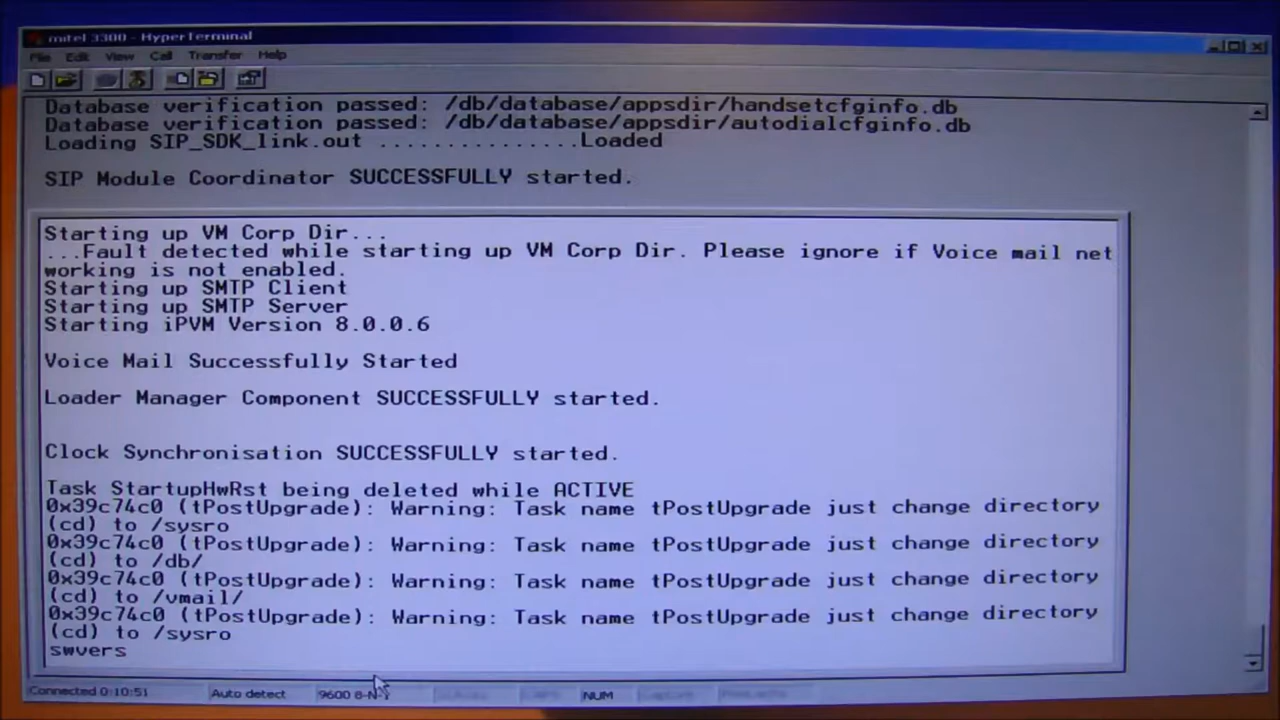 mitel 3300 - HyperTerminal
File Edit View Call Transfer Help
Database verification passed: /db/database/appsdir/handsetcfginfo.db
Database verification passed: /db/database/appsdir/autodialcfginfo.db
Loading SIP_SDK_link.out ...............Loaded
SIP Module Coordinator SUCCESSFULLY started.
Starting up VM Corp Dir...
...Fault detected while starting up VM Corp Dir. Please ignore if Voice mail net
working is not enabled.
Starting up SMTP Client
Starting up SMTP Server
Starting iPVM Version 8.0.0.6
Voice Mail Successfully Started
Loader Manager Component SUCCESSFULLY started.
Clock Synchronisation SUCCESSFULLY started.
Task StartupHwRst being deleted while ACTIVE
0x39c74c0 (tPostUpgrade): Warning: Task name tPostUpgrade just change directory
(cd) to /sysro
0x39c74c0 (tPostUpgrade): Warning: Task name tPostUpgrade just change directory
(cd) to /db/
0x39c74c0 (tPostUpgrade): Warning: Task name tPostUpgrade just change directory
(cd) to /vmail/
0x39c74c0 (tPostUpgrade): Warning: Task name tPostUpgrade just change directory
(cd) to /sysro
swvers
Connected 0:10:51 Auto detect 9600 8-N-1 NUM